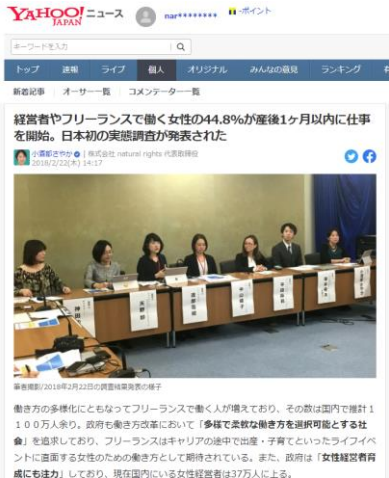 YAHOO! ニュース
JAPAN
nar********
-ポイント
キーワードを入力
トップ 速報 ライブ 個人 オリジナル みんなの意見 ランキング
新着記事 オーサー一覧 コメンテーター一覧
経営者やフリーランスで働く女性の44.8%が産後1ヶ月以内に仕事
を開始。日本初の実態調査が発表された
小酒部さやか | 株式会社 natural rights 代表取締役
2018/2/22(木) 14:17
筆者撮影/2018年2月22日の調査結果発表の様子
働き方の多様化にともなってフリーランスで働く人が増えており、その数は国内で推計1
100万人余り。政府も働き方改革において「多様で柔軟な働き方を選択可能とする社
会」を追求しており、フリーランスはキャリアの途中で出産・子育てといったライフイベ
ントに直面する女性のための働き方として期待されている。また、政府は「女性経営者育
成にも注力」しており、現在国内にいる女性経営者は37万人に上る。